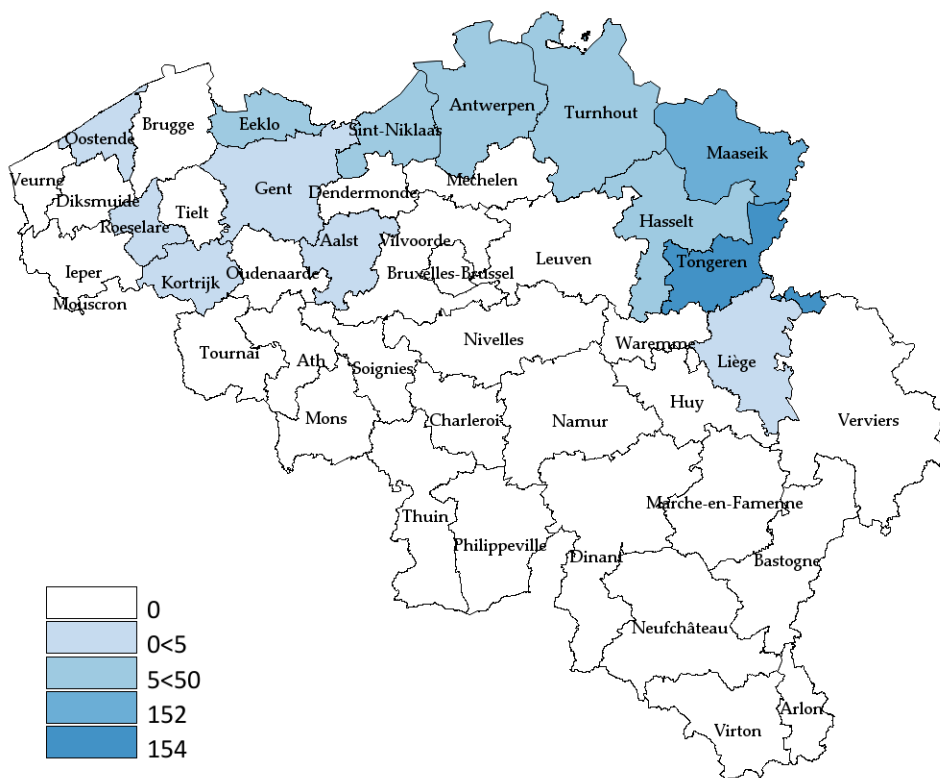 Antwerpen
Turnhout
Brugge
Eeklo
Sint-Niklaas
Oostende
Maaseik
Veurne
Gent
Dendermonde
Mechelen
Diksmuide
Tielt
Roeselare
Hasselt
Aalst
Vilvoorde
Leuven
Tongeren
Ieper
Kortrijk
Oudenaarde
Bruxelles-Brussel
Mouscron
Nivelles
Waremme
Tournai
Ath
Soignies
Liège
Huy
Mons
Charleroi
Namur
Verviers
Marche-en-Famenne
Thuin
Philippeville
Dinant
Bastogne
Neufchâteau
Arlon
Virton
0
0<5
5<50
152
154